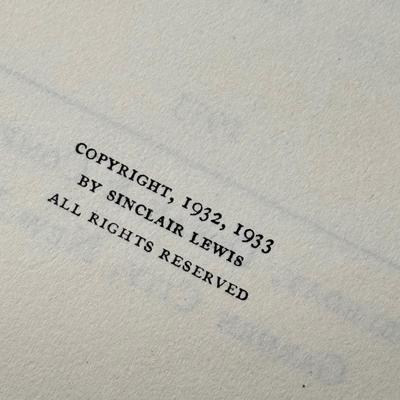 COPYRIGHT, 1932, 1933
BY SINCLAIR LEWIS
ALL RIGHTS RESERVED